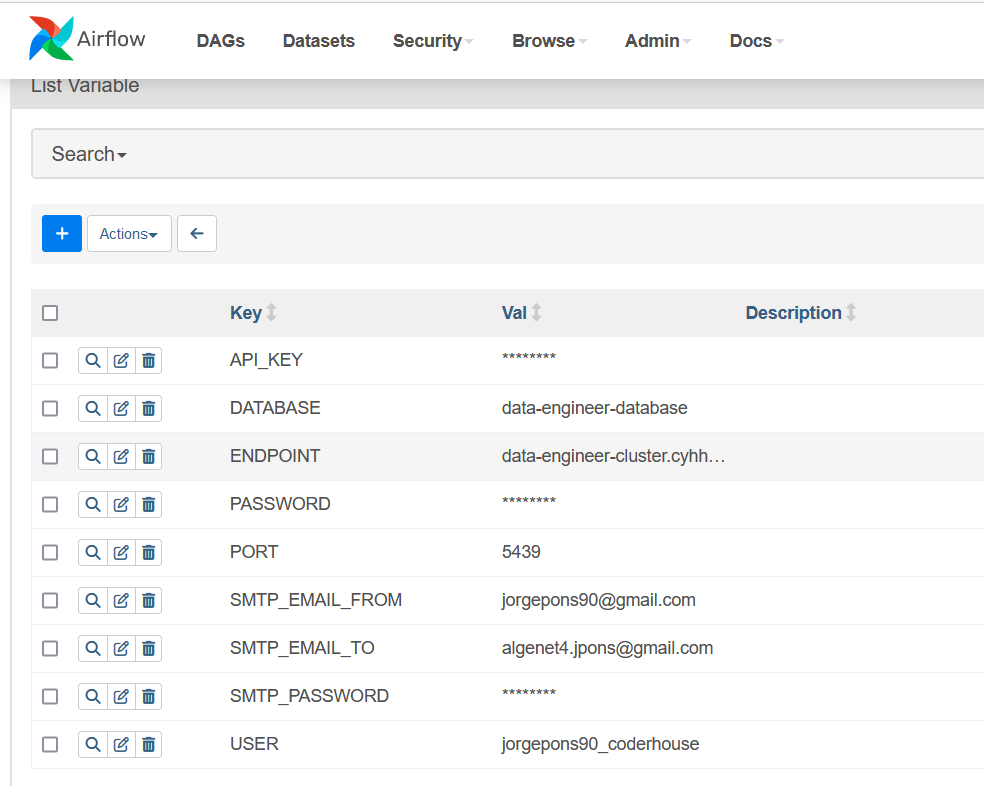 Airflow DAGs Datasets Security Browse Admin Docs
List Variable
Search
+ Actions
Key Val Description
API_KEY ********
DATABASE data-engineer-database
ENDPOINT data-engineer-cluster.cyhh…
PASSWORD ********
PORT 5439
SMTP_EMAIL_FROM jorgepons90@gmail.com
SMTP_EMAIL_TO algenet4.jpons@gmail.com
SMTP_PASSWORD ********
USER jorgepons90_coderhouse